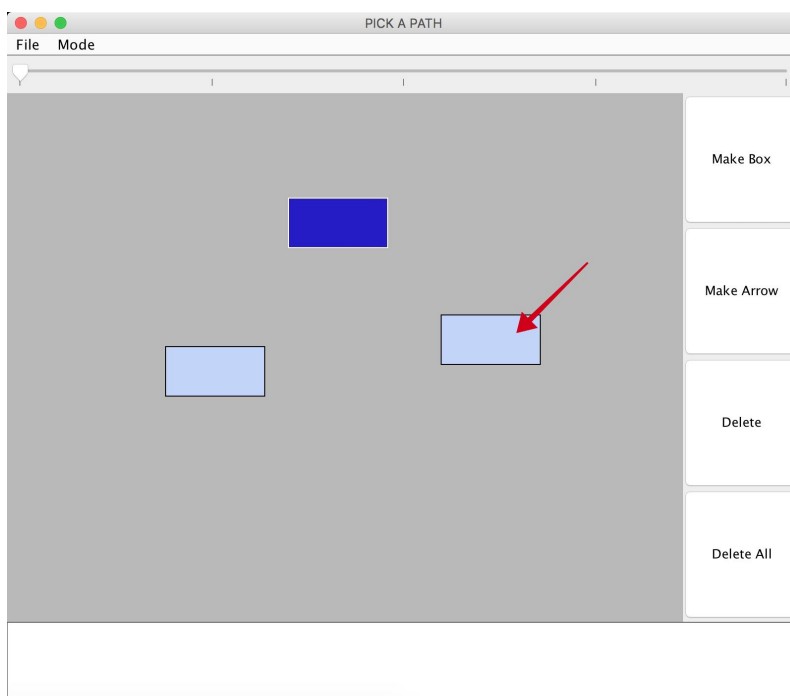 PICK A PATH
File Mode
Make Box
Make Arrow
Delete
Delete All